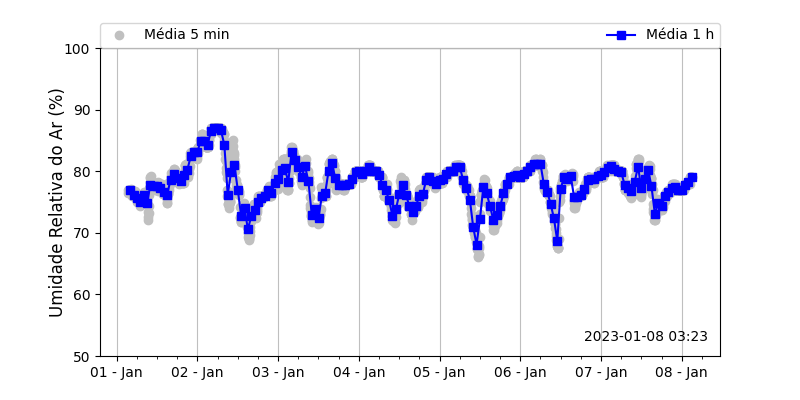 Média 5 min
Média 1 h
Umidade Relativa do Ar (%)
100
90
80
70
60
50
2023-01-08 03:23
01 - Jan
02 - Jan
03 - Jan
04 - Jan
05 - Jan
06 - Jan
07 - Jan
08 - Jan